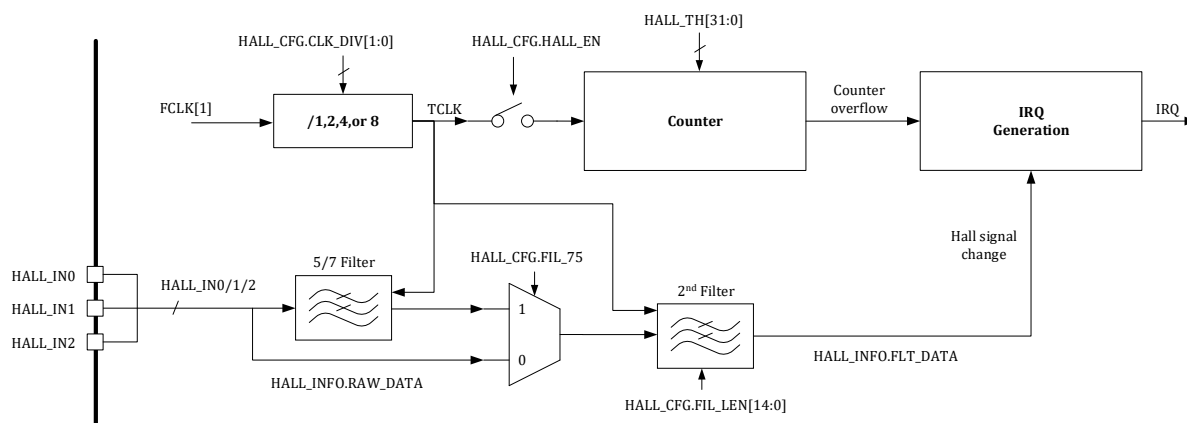 HALL_TH[31:0]
HALL_CFG.CLK_DIV[1:0]
HALL_CFG.HALL_EN
FCLK[1]
/1,2,4,or 8
TCLK
Counter
Counter
overflow
IRQ
Generation
IRQ
Hall signal
change
HALL_IN0
HALL_IN1
HALL_IN2
HALL_IN0/1/2
5/7 Filter
HALL_CFG.FIL_75
1
0
2nd Filter
HALL_INFO.RAW_DATA
HALL_INFO.FLT_DATA
HALL_CFG.FIL_LEN[14:0]